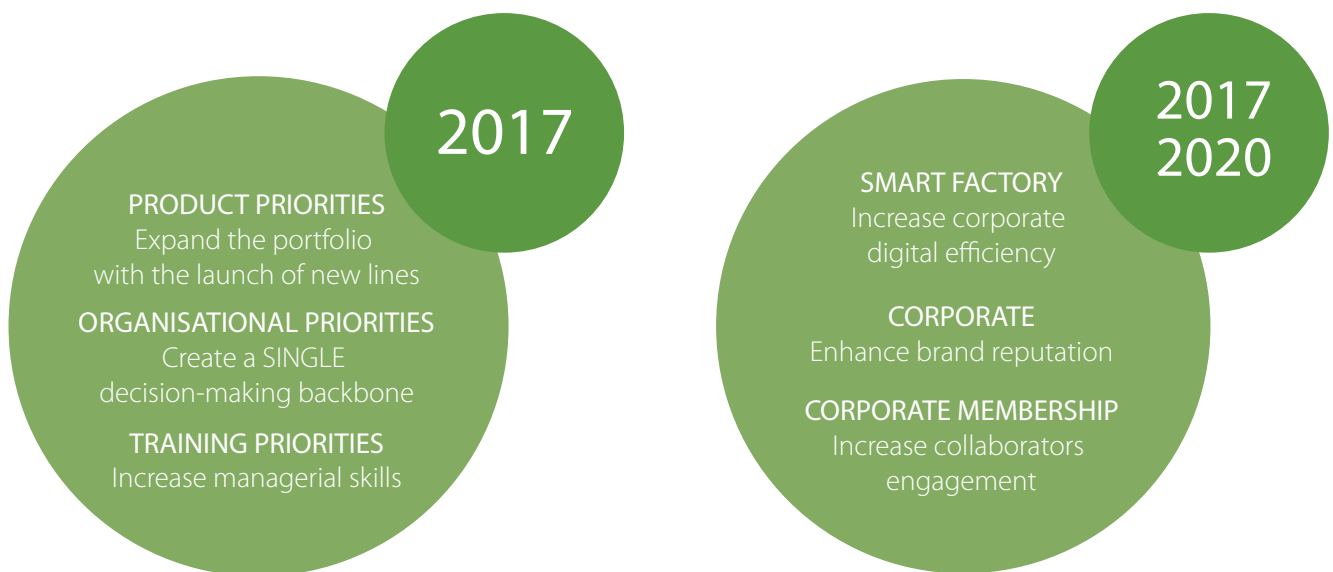 2017
PRODUCT PRIORITIES
Expand the portfolio
with the launch of new lines
ORGANISATIONAL PRIORITIES
Create a SINGLE
decision-making backbone
TRAINING PRIORITIES
Increase managerial skills
2017
2020
SMART FACTORY
Increase corporate
digital efficiency
CORPORATE
Enhance brand reputation
CORPORATE MEMBERSHIP
Increase collaborators
engagement